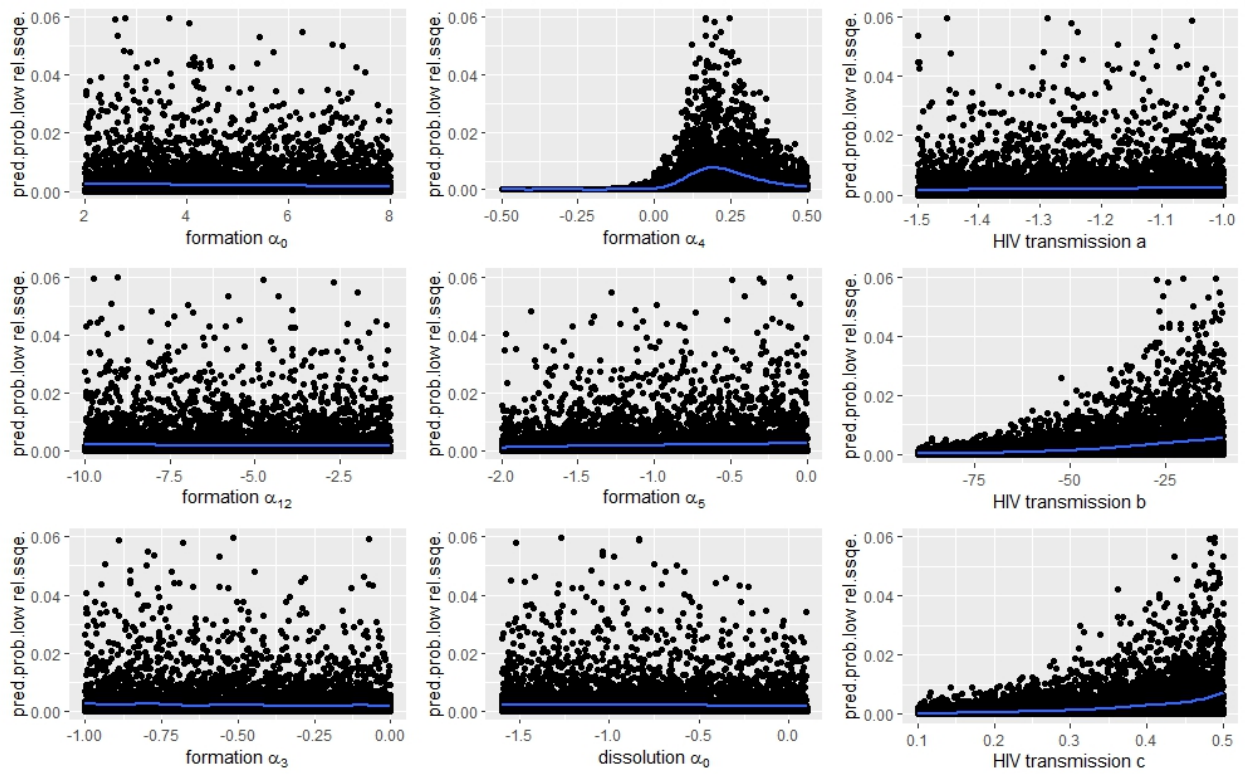 pred.prob.low rel.ssqe.
0.06
0.04
0.02
0.00
2 4 6 8
formation α₀
pred.prob.low rel.ssqe.
0.06
0.04
0.02
0.00
-0.50 -0.25 0.00 0.25 0.50
formation α₄
pred.prob.low rel.ssqe.
0.06
0.04
0.02
0.00
-1.5 -1.4 -1.3 -1.2 -1.1 -1.0
HIV transmission a
pred.prob.low rel.ssqe.
0.06
0.04
0.02
0.00
-10.0 -7.5 -5.0 -2.5
formation α₁₂
pred.prob.low rel.ssqe.
0.06
0.04
0.02
0.00
-2.0 -1.5 -1.0 -0.5 0.0
formation α₅
pred.prob.low rel.ssqe.
0.06
0.04
0.02
0.00
-75 -50 -25
HIV transmission b
pred.prob.low rel.ssqe.
0.06
0.04
0.02
0.00
-1.00 -0.75 -0.50 -0.25 0.00
formation α₃
pred.prob.low rel.ssqe.
0.06
0.04
0.02
0.00
-1.5 -1.0 -0.5 0.0
dissolution α₀
pred.prob.low rel.ssqe.
0.06
0.04
0.02
0.00
0.1 0.2 0.3 0.4 0.5
HIV transmission c